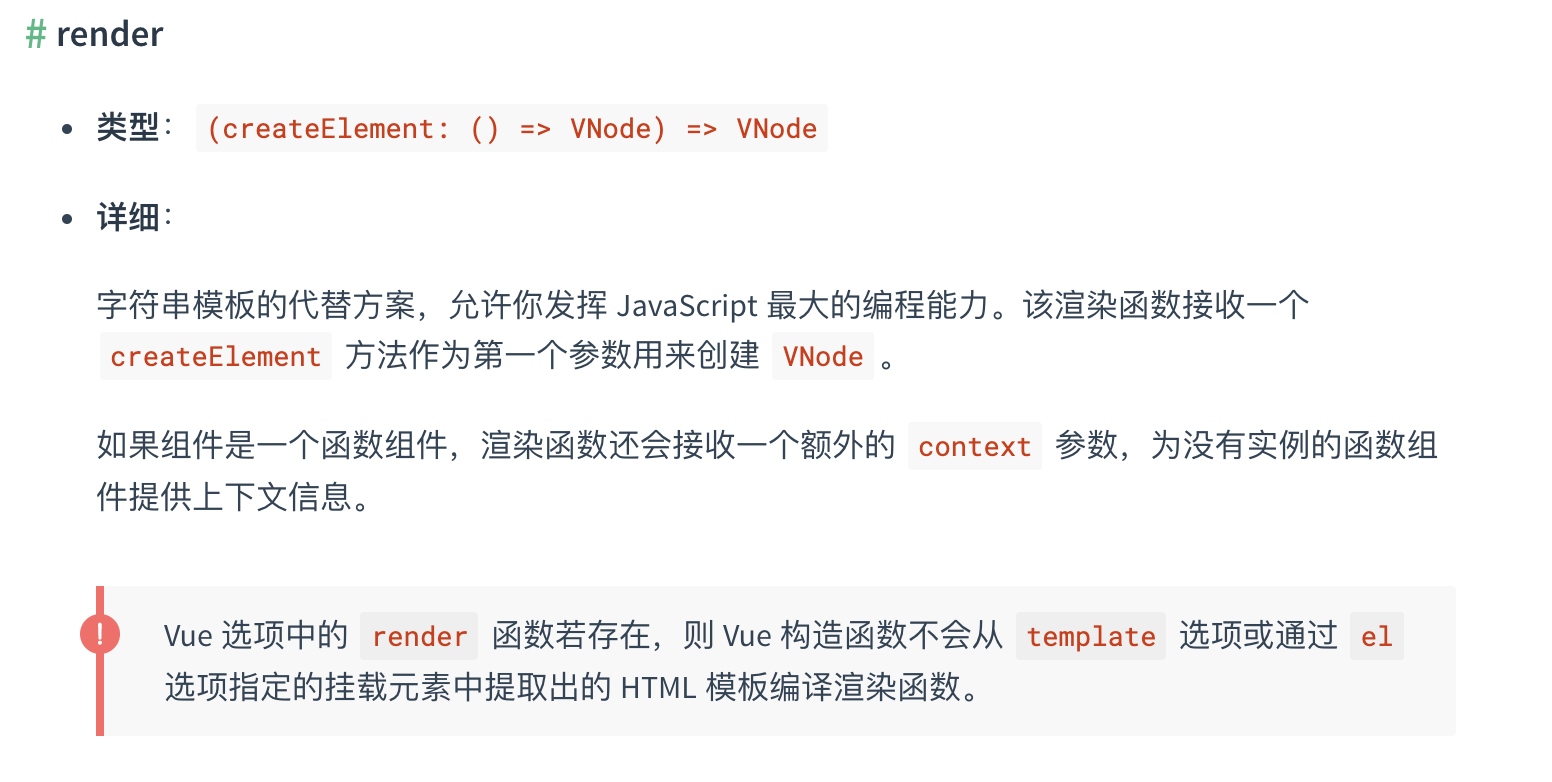 # render
类型：(createElement: () => VNode) => VNode
详细：
字符串模板的代替方案，允许你发挥 JavaScript 最大的编程能力。该渲染函数接收一个
createElement 方法作为第一个参数用来创建 VNode。
如果组件是一个函数组件，渲染函数还会接收一个额外的 context 参数，为没有实例的函数组
件提供上下文信息。
Vue 选项中的 render 函数若存在，则 Vue 构造函数不会从 template 选项或通过 el
选项指定的挂载元素中提取出的 HTML 模板编译渲染函数。